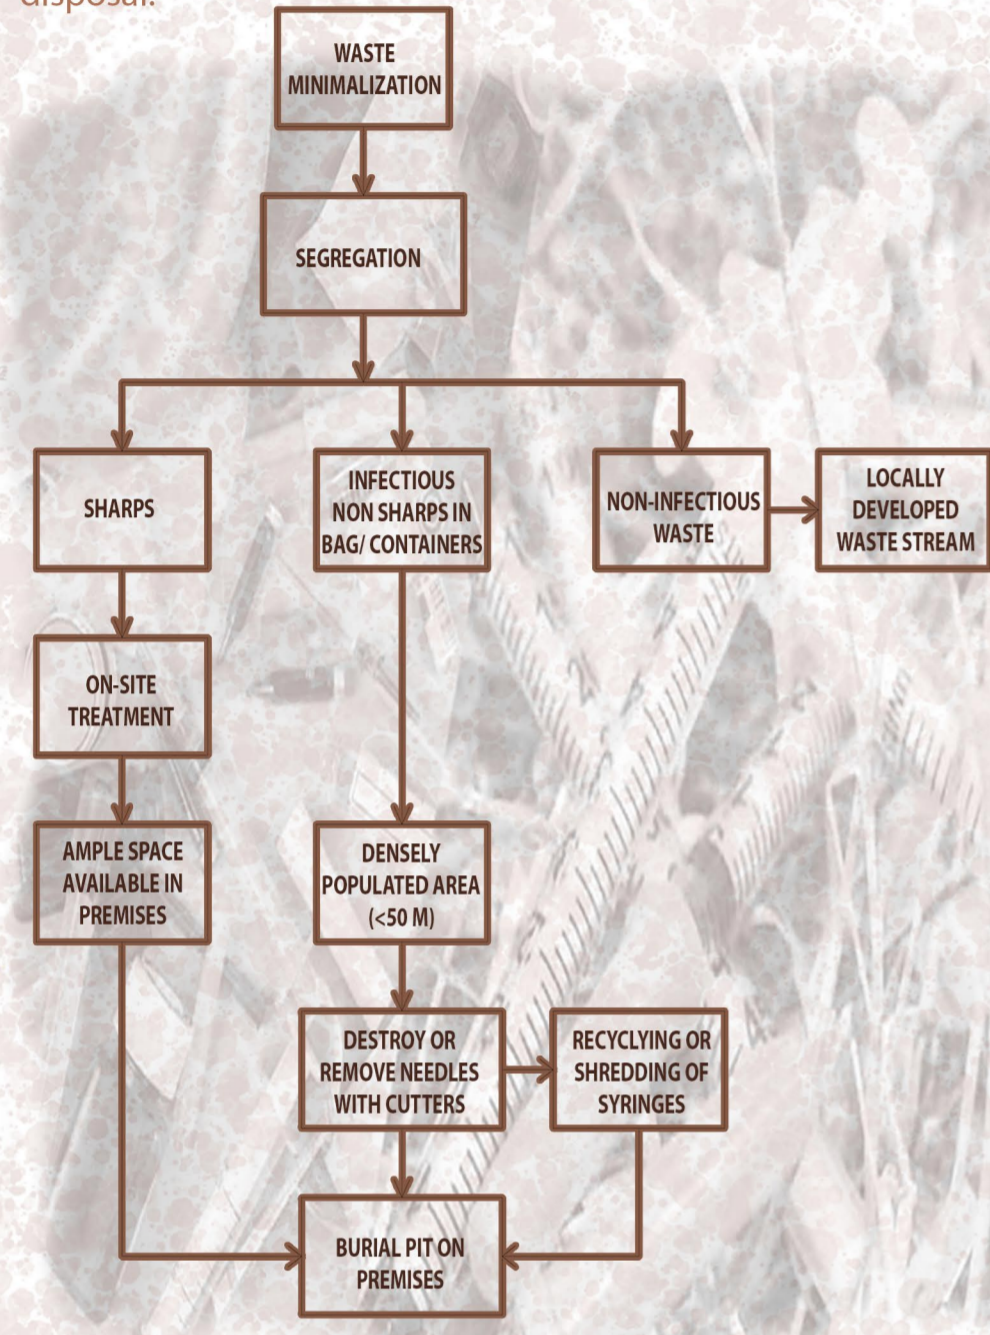 disposal.
WASTE
MINIMALIZATION
SEGREGATION
SHARPS
INFECTIOUS
NON SHARPS IN
BAG/ CONTAINERS
NON-INFECTIOUS
WASTE
LOCALLY
DEVELOPED
WASTE STREAM
ON-SITE
TREATMENT
AMPLE SPACE
AVAILABLE IN
PREMISES
DENSELY
POPULATED AREA
(<50 M)
DESTROY OR
REMOVE NEEDLES
WITH CUTTERS
RECYCLYING OR
SHREDDING OF
SYRINGES
BURIAL PIT ON
PREMISES